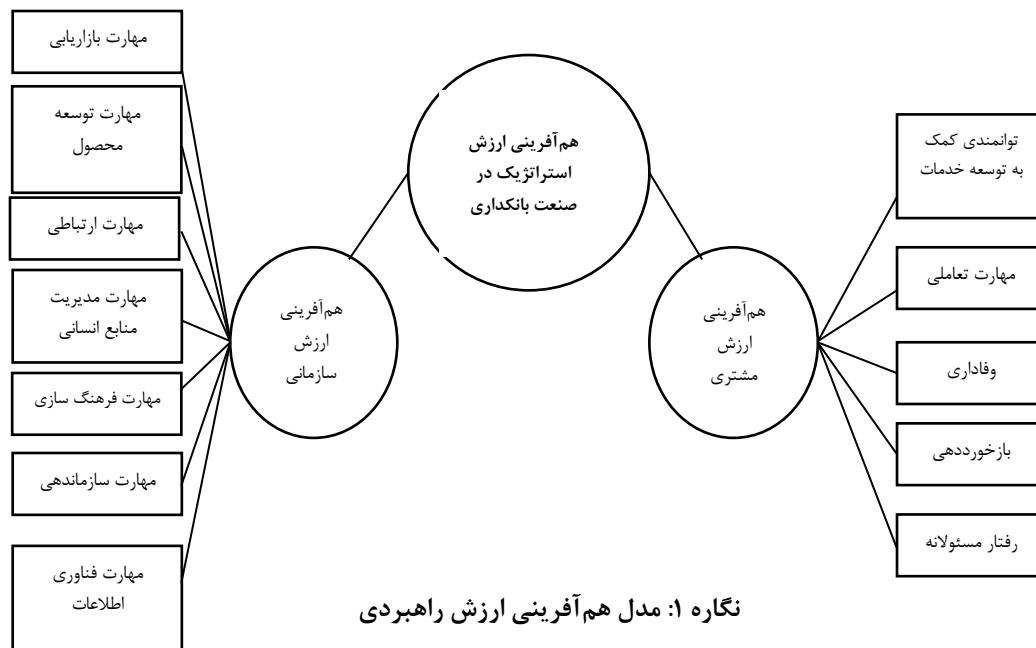 هم‌آفرینی ارزش
استراتژیک در
صنعت بانکداری
توانمندی کمک
به توسعه خدمات
مهارت تعاملی
وفاداری
بازخورددهی
رفتار مسئولانه
هم‌آفرینی
ارزش
مشتری
هم‌آفرینی
ارزش
سازمانی
مهارت بازاریابی
مهارت توسعه
محصول
مهارت ارتباطی
مهارت مدیریت
منابع انسانی
مهارت فرهنگ سازی
مهارت سازماندهی
مهارت فناوری
اطلاعات
نگاره ۱: مدل هم‌آفرینی ارزش راهبردی